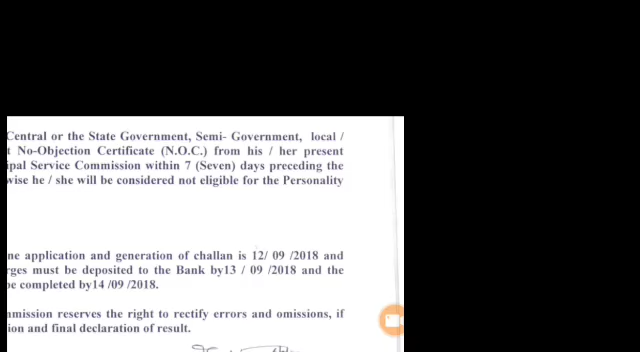 Central or the State Government, Semi- Government, local /
t No-Objection Certificate (N.O.C.) from his / her present
ipal Service Commission within 7 (Seven) days preceding the
wise he / she will be considered not eligible for the Personality
ne application and generation of challan is 12/ 09 /2018 and
rges must be deposited to the Bank by13 / 09 /2018 and the
be completed by14 /09 /2018.
mmission reserves the right to rectify errors and omissions, if
ion and final declaration of result.